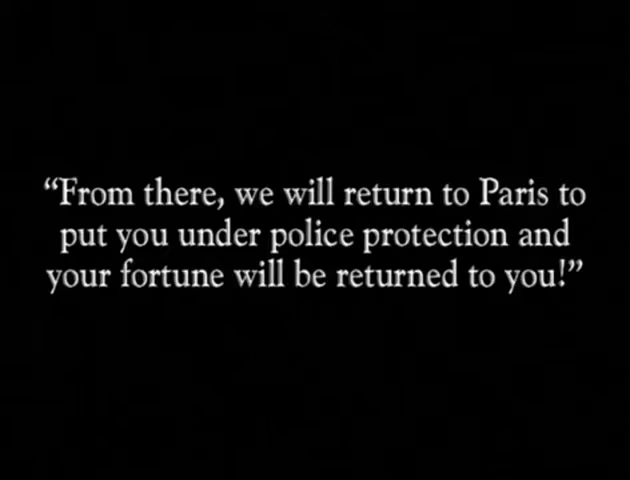 “From there, we will return to Paris to
put you under police protection and
your fortune will be returned to you!”